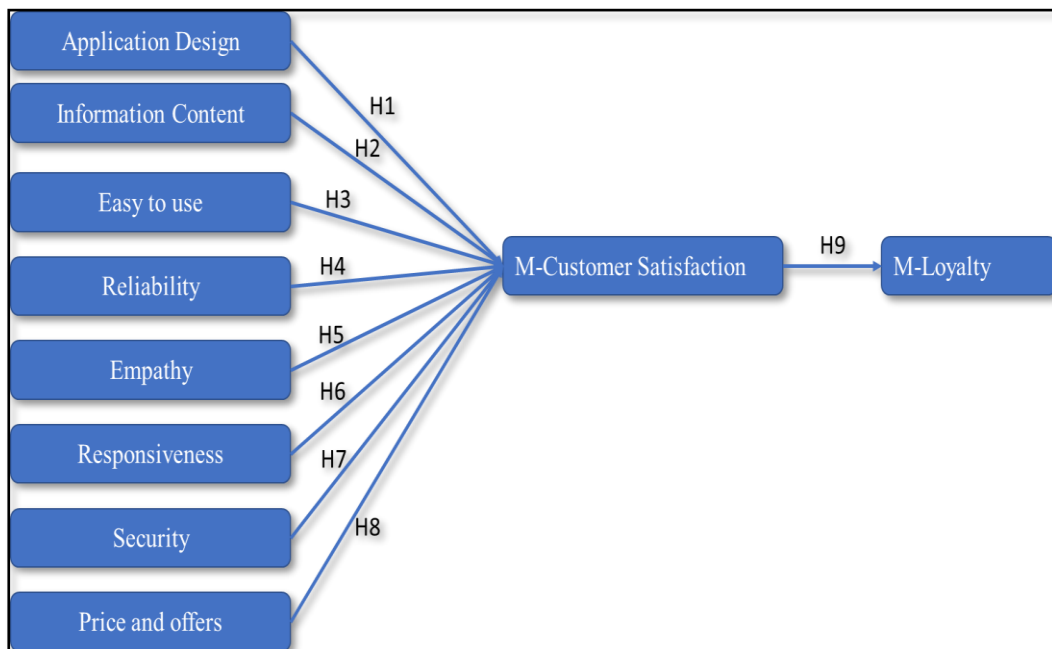 Application Design
Information Content
Easy to use
Reliability
Empathy
Responsiveness
Security
Price and offers
H1
H2
H3
H4
H5
H6
H7
H8
M-Customer Satisfaction
H9
M-Loyalty